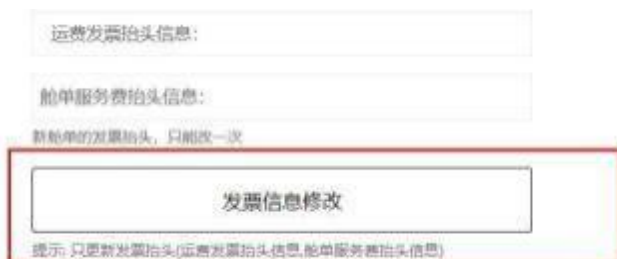 运费发票抬头信息：
舱单服务费抬头信息：
新舱单的发票抬头，只能改一次
发票信息修改
提示: 只更新发票抬头(运费发票抬头信息,舱单服务费抬头信息)